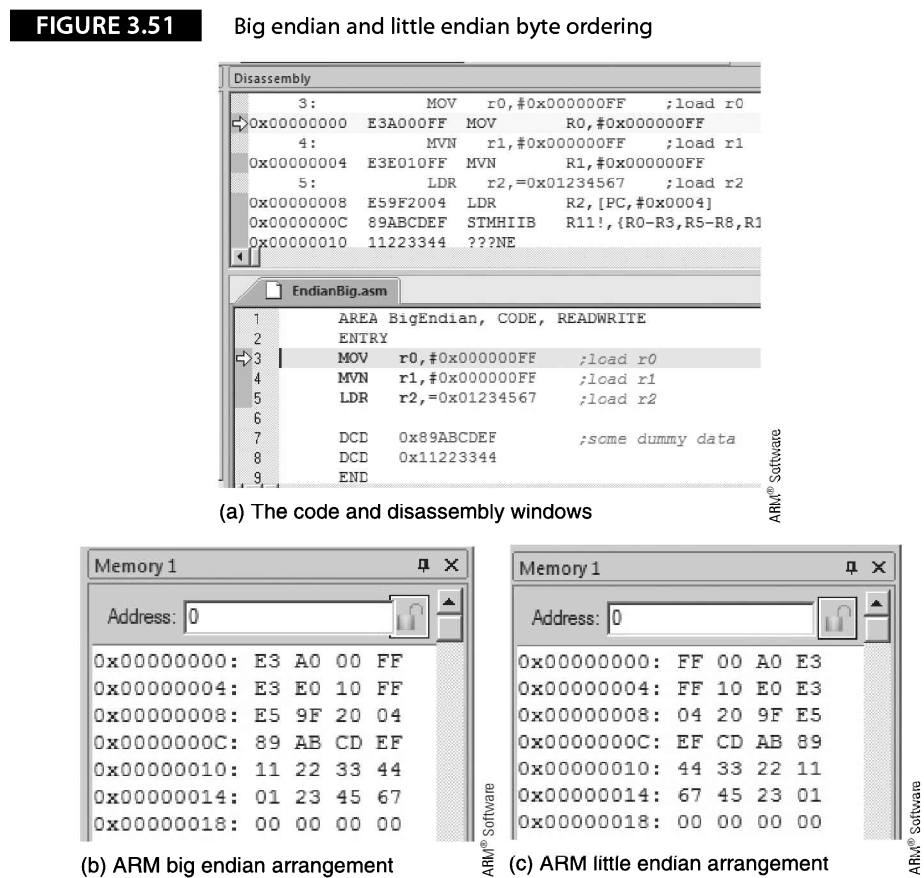 FIGURE 3.51 Big endian and little endian byte ordering
Disassembly
3: MOV r0,#0x000000FF ;load r0
0x00000000 E3A000FF MOV R0,#0x000000FF
4: MVN r1,#0x000000FF ;load r1
0x00000004 E3E010FF MVN R1,#0x000000FF
5: LDR r2,=0x01234567 ;load r2
0x00000008 E59F2004 LDR R2,[PC,#0x0004]
0x0000000C 89ABCDEF STMHIIB R11!,{R0-R3,R5-R8,R1
0x00000010 11223344 ???NE
EndianBig.asm
1 AREA BigEndian, CODE, READWRITE
2 ENTRY
3 MOV r0,#0x000000FF ;load r0
4 MVN r1,#0x000000FF ;load r1
5 LDR r2,=0x01234567 ;load r2
6
7 DCD 0x89ABCDEF ;some dummy data
8 DCD 0x11223344
9 END
ARM® Software
(a) The code and disassembly windows
Memory 1
Address: 0
0x00000000: E3 A0 00 FF
0x00000004: E3 E0 10 FF
0x00000008: E5 9F 20 04
0x0000000C: 89 AB CD EF
0x00000010: 11 22 33 44
0x00000014: 01 23 45 67
0x00000018: 00 00 00 00
ARM® Software
(b) ARM big endian arrangement
Memory 1
Address: 0
0x00000000: FF 00 A0 E3
0x00000004: FF 10 E0 E3
0x00000008: 04 20 9F E5
0x0000000C: EF CD AB 89
0x00000010: 44 33 22 11
0x00000014: 67 45 23 01
0x00000018: 00 00 00 00
ARM® Software
(c) ARM little endian arrangement